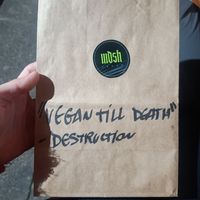 mosh
"VEGAN TILL DEATH"
- DESTRUCTION